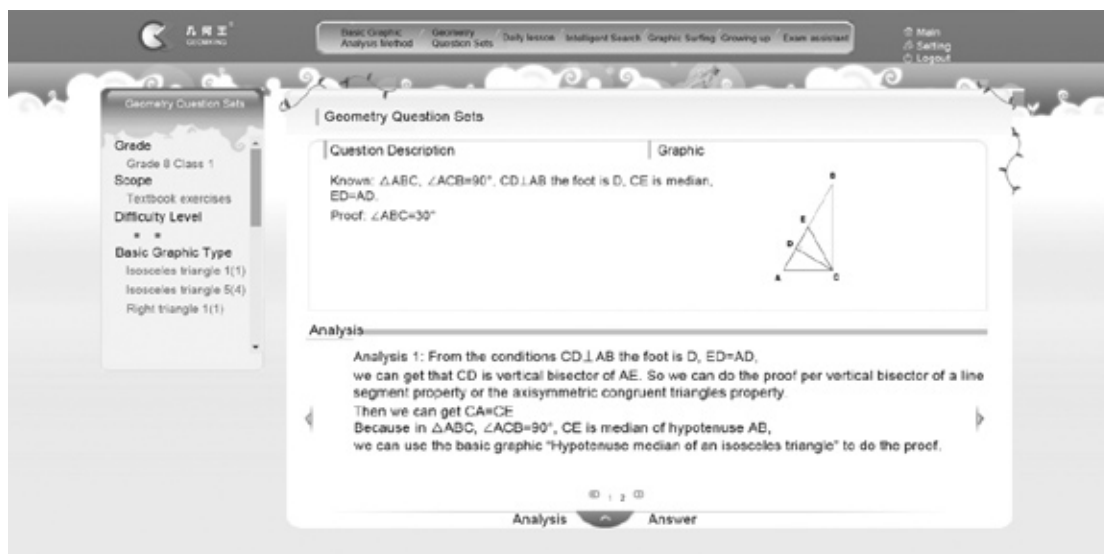 几何王
GEOMKING
Basic Graphic Analysis Method
Geometry Question Sets
Daily lesson
Intelligent Search
Graphic Surfing
Growing up
Exam assistant
Main
Setting
Logout
Geometry Question Sets
Grade
Grade 8 Class 1
Scope
Textbook exercises
Difficulty Level
Basic Graphic Type
Isosceles triangle 1(1)
Isosceles triangle 5(4)
Right triangle 1(1)
Geometry Question Sets
Question Description
Graphic
Known: △ABC, ∠ACB=90°, CD⊥AB the foot is D, CE is median,
ED=AD.
Proof: ∠ABC=30°
B
E
D
A
C
Analysis
Analysis 1: From the conditions CD⊥AB the foot is D, ED=AD,
we can get that CD is vertical bisector of AE. So we can do the proof per vertical bisector of a line
segment property or the axisymmetric congruent triangles property.
Then we can get CA=CE
Because in △ABC, ∠ACB=90°, CE is median of hypotenuse AB,
we can use the basic graphic "Hypotenuse median of an isosceles triangle" to do the proof.
1 2
Analysis
Answer